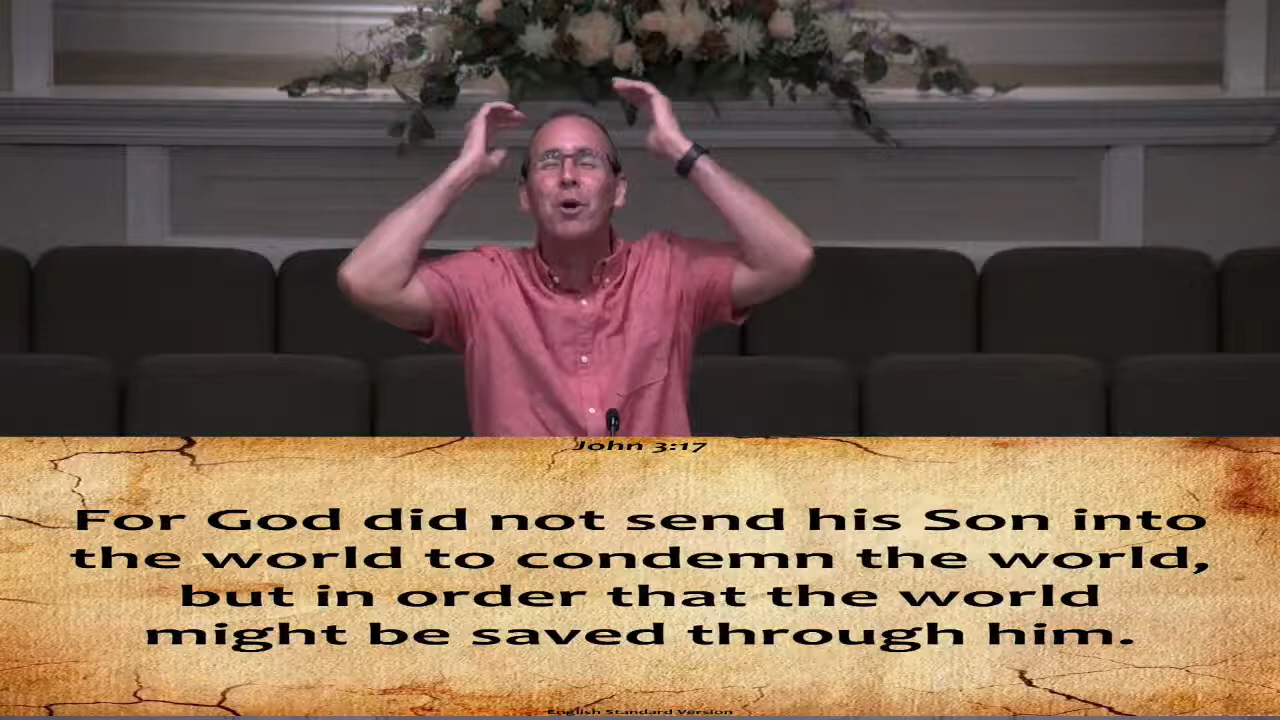 John 3:17
For God did not send his Son into
the world to condemn the world,
but in order that the world
might be saved through him.
English Standard Version